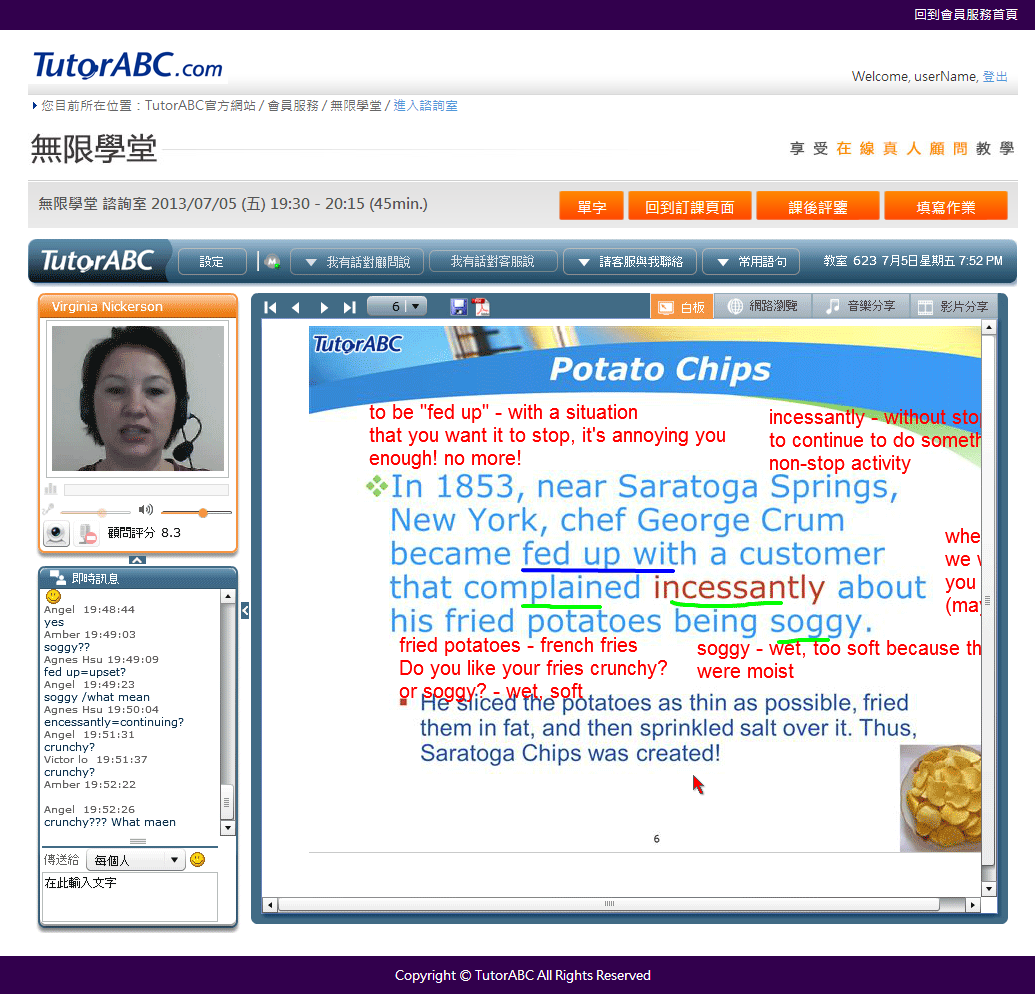 回到會員服務首頁
TutorABC.com
Welcome, userName, 登出
您目前所在位置：TutorABC官方網站 / 會員服務 / 無限學堂 / 進入諮詢室
無限學堂
享受在線真人顧問教學
無限學堂 諮詢室 2013/07/05 (五) 19:30 - 20:15 (45min.)
單字
回到訂課頁面
課後評鑒
填寫作業
TutorABC
設定
我有話對顧問說
我有話對客服說
請客服與我聯絡
常用語句
教室 623 7月5日星期五 7:52 PM
Virginia Nickerson
顧問評分 8.3
即時訊息
Angel 19:48:44
yes
Amber 19:49:03
soggy??
Agnes Hsu 19:49:09
fed up=upset?
Angel 19:49:23
soggy /what mean
Agnes Hsu 19:50:04
encessantly=continuing?
Angel 19:51:31
crunchy?
Victor lo 19:51:37
crunchy?
Amber 19:52:22
Angel 19:52:26
crunchy??? What maen
傳送給
每個人
在此輸入文字
6
白板
網路瀏覽
音樂分享
影片分享
TutorABC
Potato Chips
to be "fed up" - with a situation
that you want it to stop, it's annoying you
enough! no more!
incessantly - without sto
to continue to do someth
non-stop activity
In 1853, near Saratoga Springs,
New York, chef George Crum
became fed up with a customer
that complained incessantly about
his fried potatoes being soggy.
whe
we
you
(may
fried potatoes - french fries
Do you like your fries crunchy?
or soggy? - wet, soft
soggy - wet, too soft because th
were moist
He sliced the potatoes as thin as possible, fried
them in fat, and then sprinkled salt over it. Thus,
Saratoga Chips was created!
6
Copyright © TutorABC All Rights Reserved